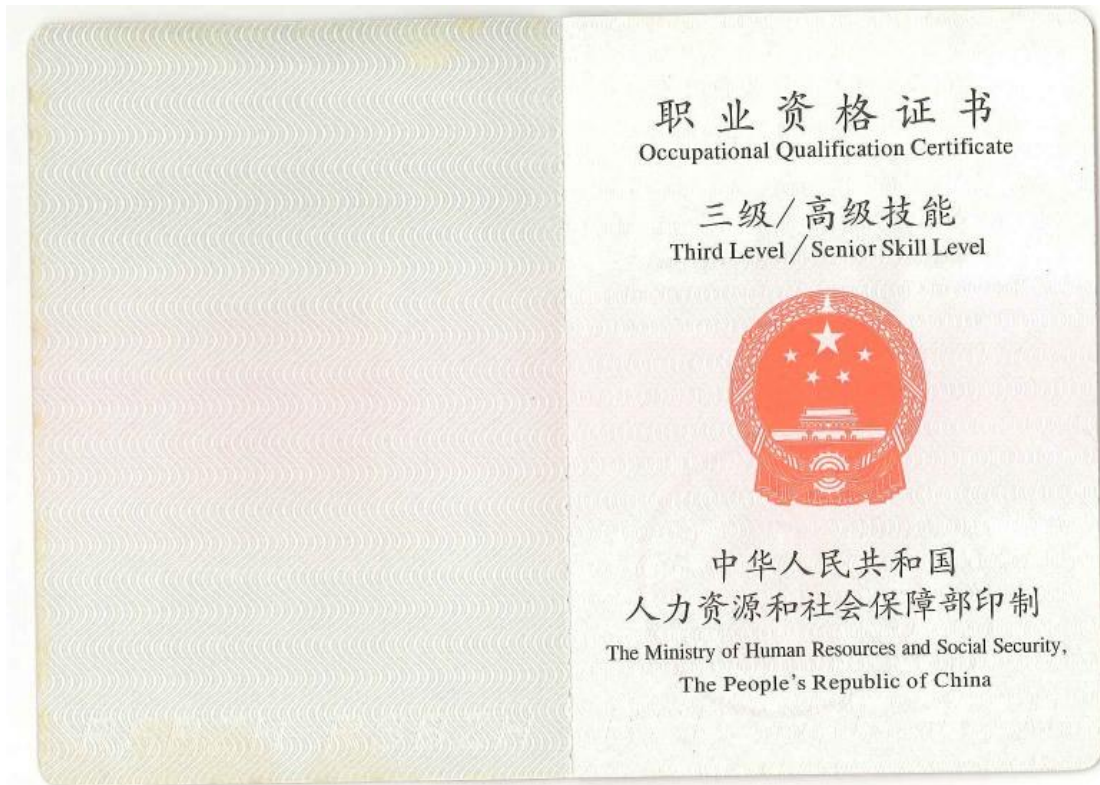 职业资格证书
Occupational Qualification Certificate
三级/高级技能
Third Level/Senior Skill Level
中华人民共和国
人力资源和社会保障部印制
The Ministry of Human Resources and Social Security,
The People's Republic of China